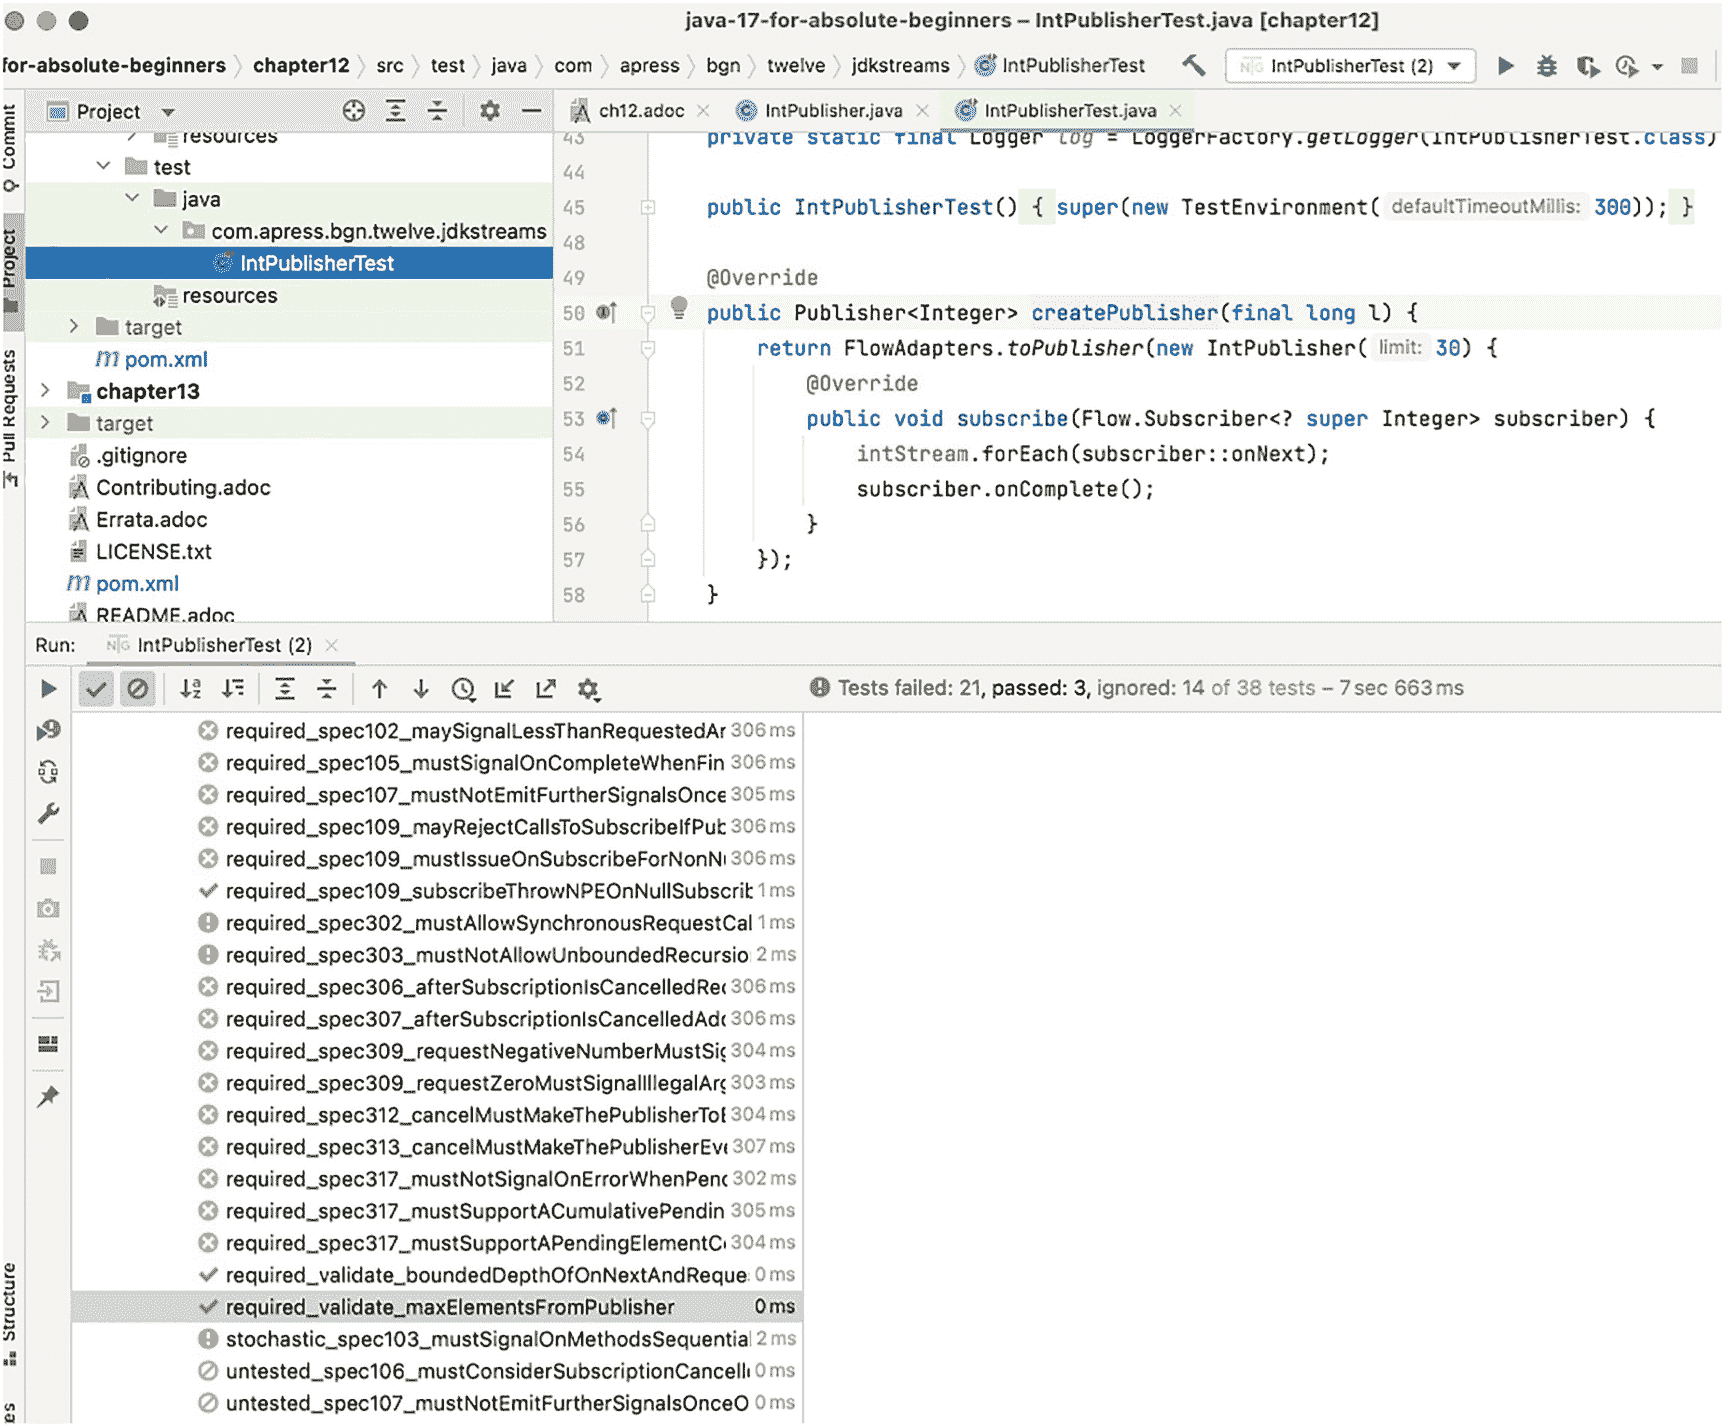 java-17-for-absolute-beginners – IntPublisherTest.java [chapter12]
for-absolute-beginners chapter12 src test java com apress bgn twelve jdkstreams IntPublisherTest IntPublisherTest (2)
Project
ch12.adoc IntPublisher.java IntPublisherTest.java
Commit
Project
Pull Requests
Structure
resources
test
java
com.apress.bgn.twelve.jdkstreams
IntPublisherTest
resources
target
pom.xml
chapter13
target
.gitignore
Contributing.adoc
Errata.adoc
LICENSE.txt
pom.xml
README.adoc
43 private static final Logger log = LoggerFactory.getLogger(IntPublisherTest.class)
44
45 public IntPublisherTest() { super(new TestEnvironment( defaultTimeoutMillis: 300)); }
48
49 @Override
50 public Publisher<Integer> createPublisher(final long l) {
51 return FlowAdapters.toPublisher(new IntPublisher( limit: 30) {
52 @Override
53 public void subscribe(Flow.Subscriber<? super Integer> subscriber) {
54 intStream.forEach(subscriber::onNext);
55 subscriber.onComplete();
56 }
57 });
58 }
Run: IntPublisherTest (2)
Tests failed: 21, passed: 3, ignored: 14 of 38 tests – 7 sec 663 ms
required_spec102_maySignalLessThanRequestedAr 306 ms
required_spec105_mustSignalOnCompleteWhenFin 306 ms
required_spec107_mustNotEmitFurtherSignalsOnce 305 ms
required_spec109_mayRejectCallsToSubscribeIfPub 306 ms
required_spec109_mustIssueOnSubscribeForNonN 306 ms
required_spec109_subscribeThrowNPEOnNullSubscrib 1 ms
required_spec302_mustAllowSynchronousRequestCal 1 ms
required_spec303_mustNotAllowUnboundedRecursio 2 ms
required_spec306_afterSubscriptionIsCancelledRec 306 ms
required_spec307_afterSubscriptionIsCancelledAdc 306 ms
required_spec309_requestNegativeNumberMustSig 304 ms
required_spec309_requestZeroMustSignalIllegalArg 303 ms
required_spec312_cancelMustMakeThePublisherToE 304 ms
required_spec313_cancelMustMakeThePublisherEve 307 ms
required_spec317_mustNotSignalOnErrorWhenPenc 302 ms
required_spec317_mustSupportACumulativePendin 305 ms
required_spec317_mustSupportAPendingElementC 304 ms
required_validate_boundedDepthOfOnNextAndReque 0 ms
required_validate_maxElementsFromPublisher 0 ms
stochastic_spec103_mustSignalOnMethodsSequentia 2 ms
untested_spec106_mustConsiderSubscriptionCancell 0 ms
untested_spec107_mustNotEmitFurtherSignalsOnceO 0 ms